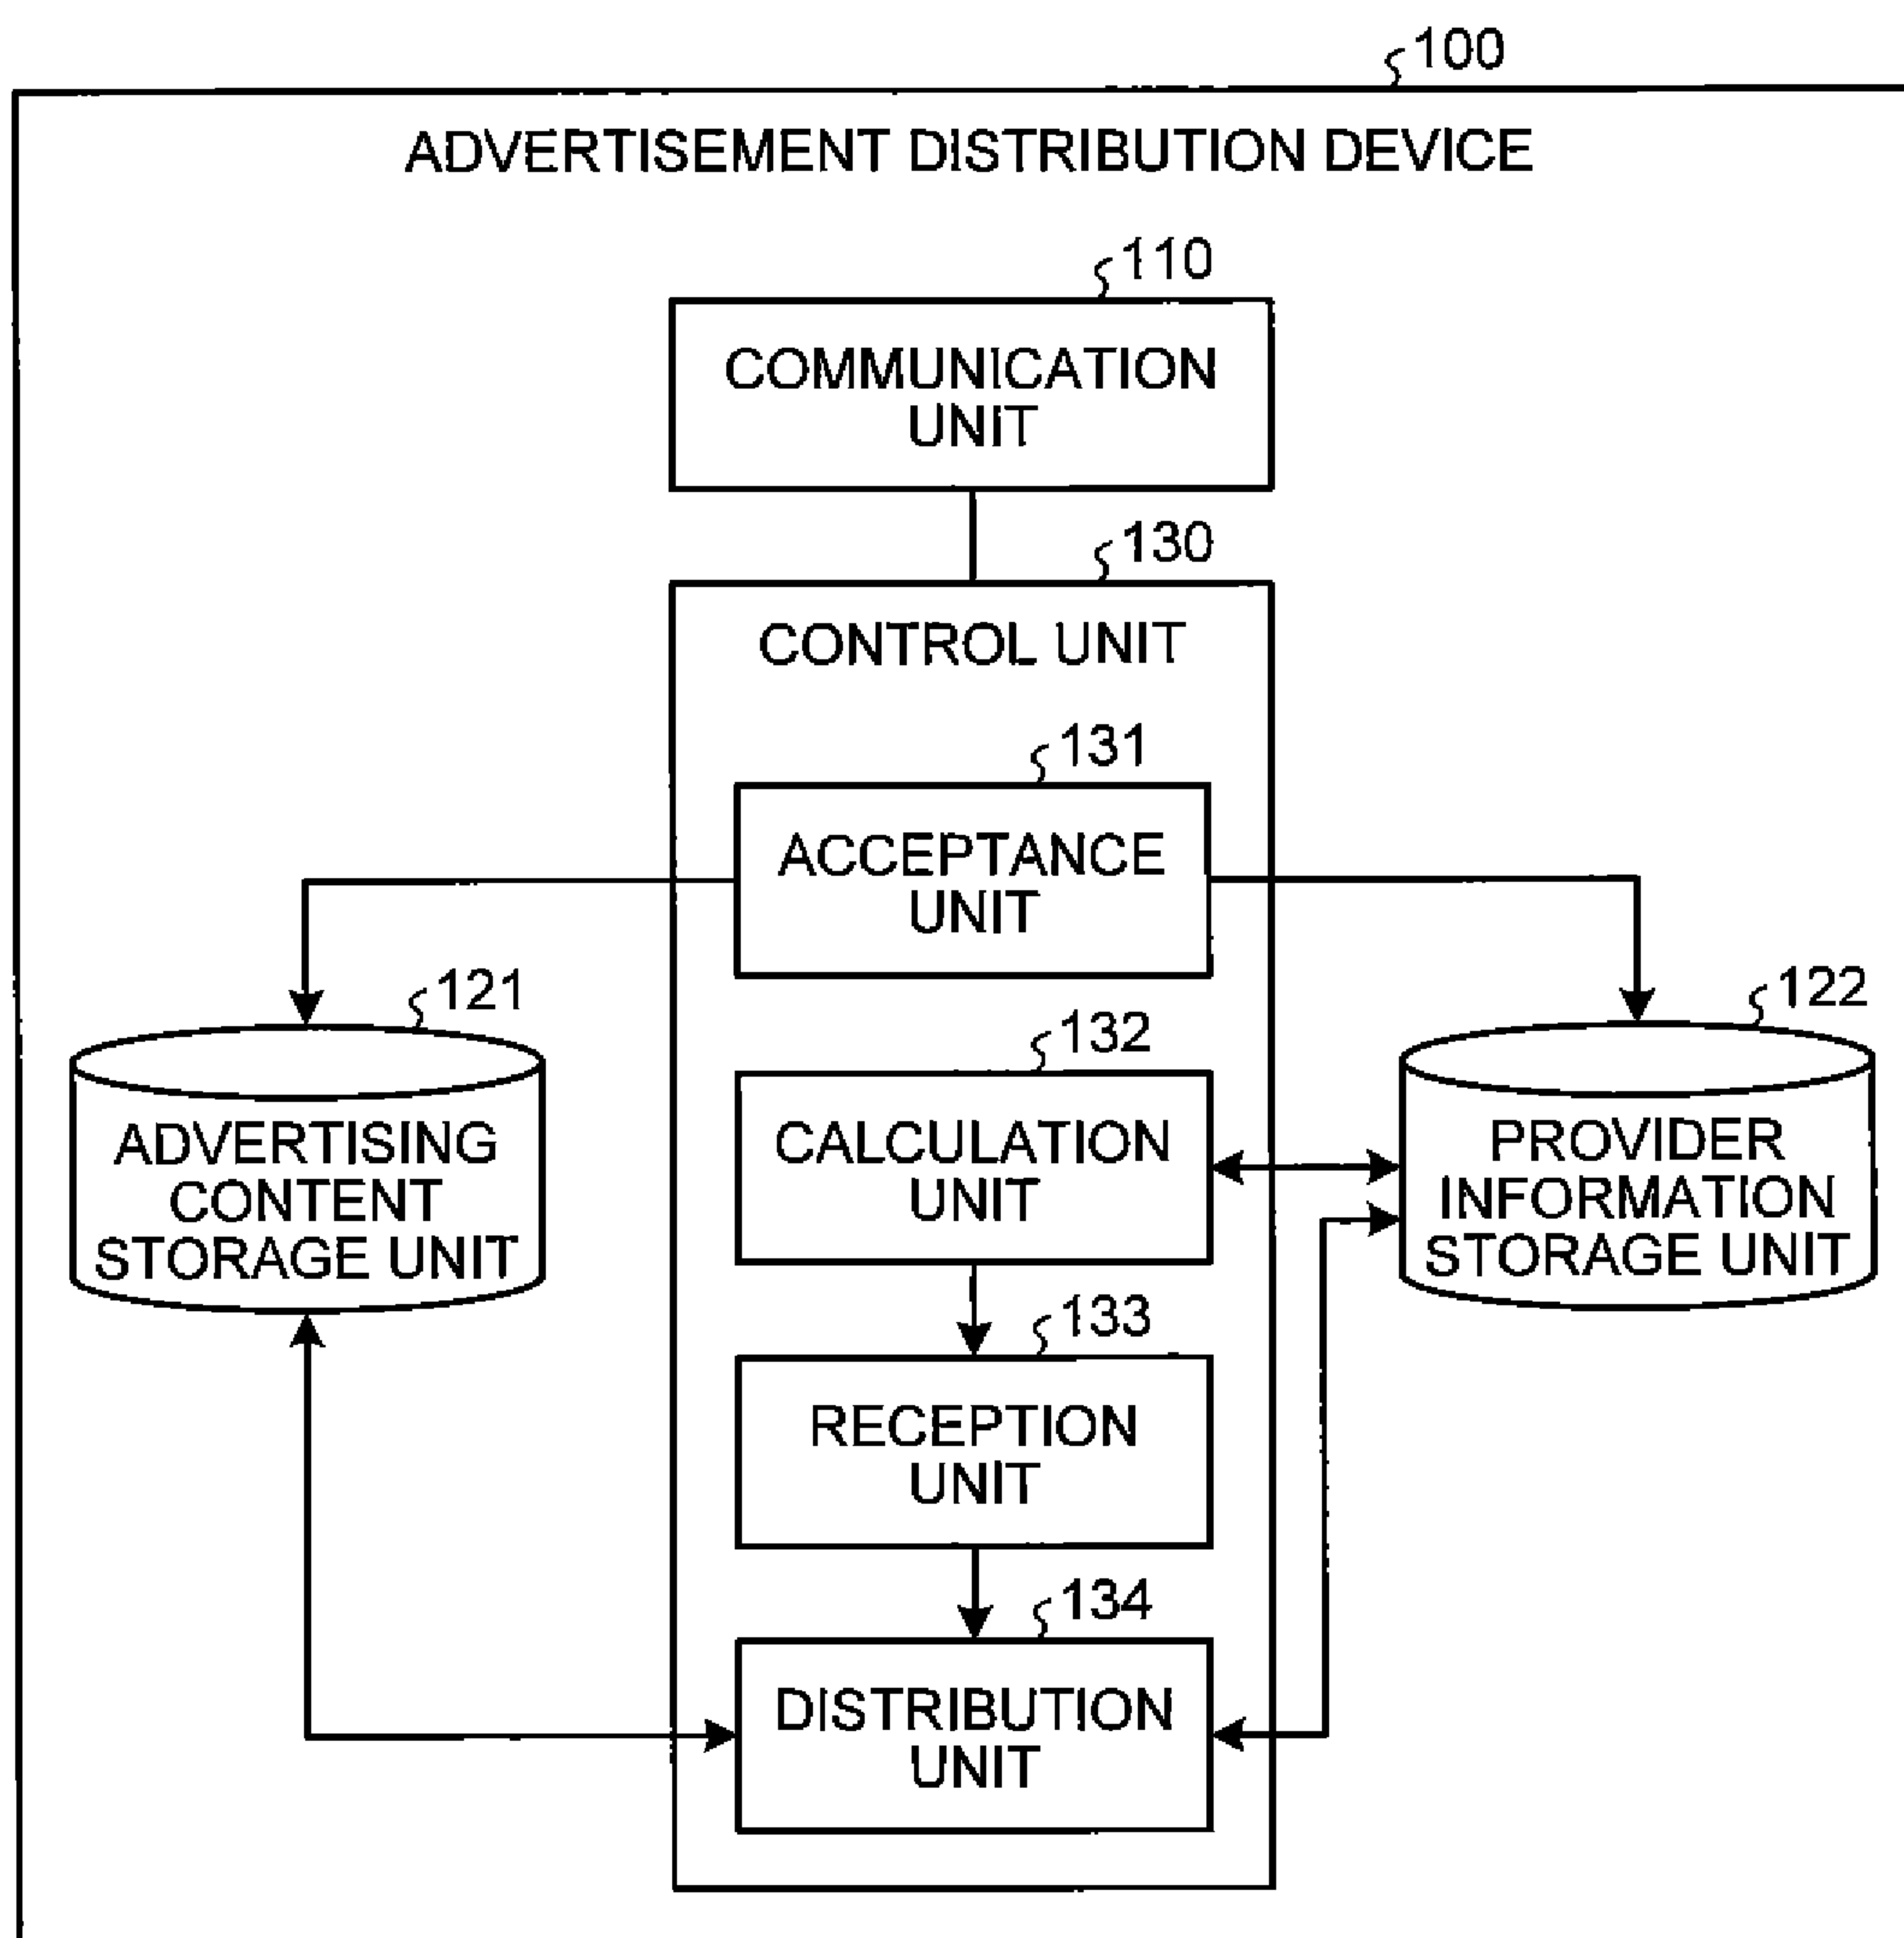 100
ADVERTISEMENT DISTRIBUTION DEVICE
110
COMMUNICATION
UNIT
130
CONTROL UNIT
131
ACCEPTANCE
UNIT
121
ADVERTISING
CONTENT
STORAGE UNIT
122
PROVIDER
INFORMATION
STORAGE UNIT
132
CALCULATION
UNIT
133
RECEPTION
UNIT
134
DISTRIBUTION
UNIT